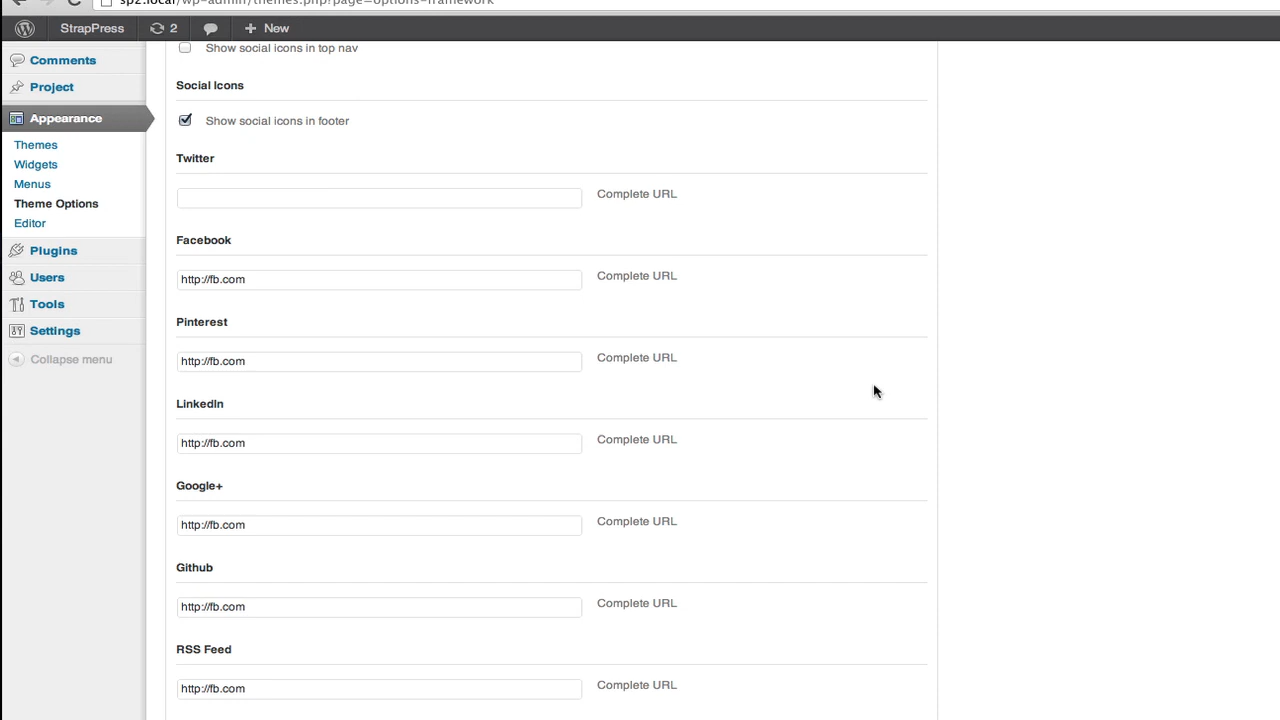 sp2.local/wp-admin/themes.php?page=options-framework
StrapPress 2 New
Comments
Project
Appearance
Themes
Widgets
Menus
Theme Options
Editor
Plugins
Users
Tools
Settings
Collapse menu
Show social icons in top nav
Social Icons
Show social icons in footer
Twitter
Complete URL
Facebook
http://fb.com Complete URL
Pinterest
http://fb.com Complete URL
LinkedIn
http://fb.com Complete URL
Google+
http://fb.com Complete URL
Github
http://fb.com Complete URL
RSS Feed
http://fb.com Complete URL